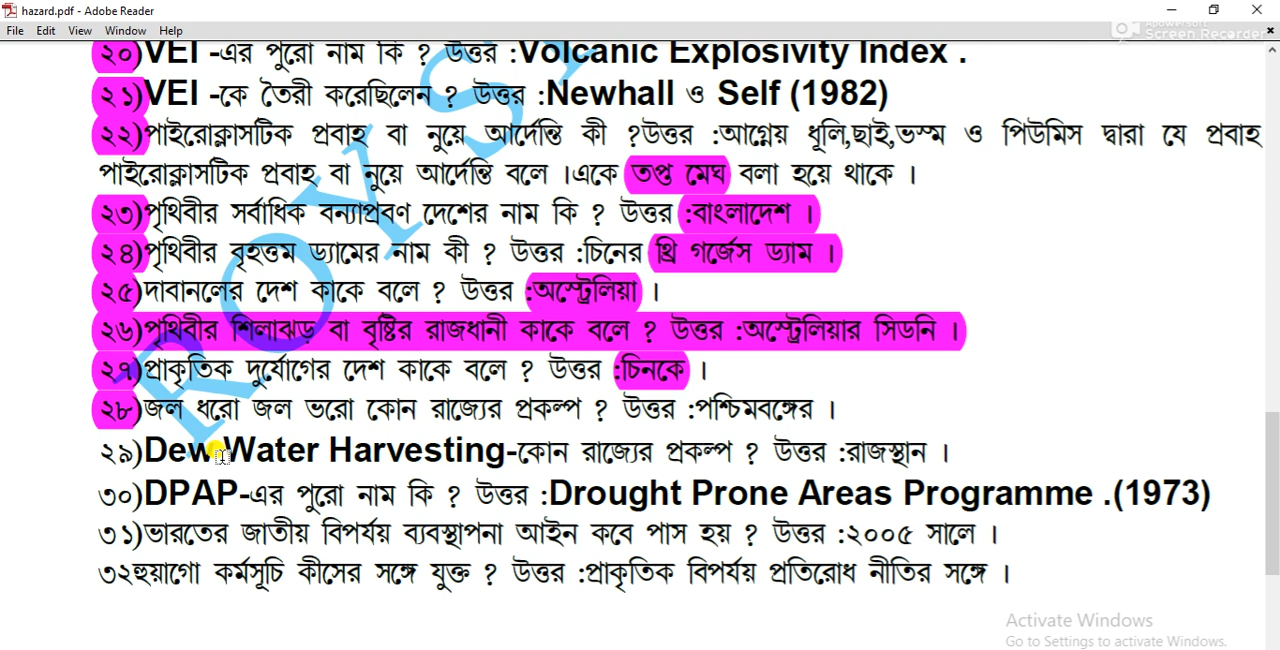 hazard.pdf - Adobe Reader
File Edit View Window Help
Apowersoft
Screen Recorder
২০)VEI -এর পুরো নাম কি ? উত্তর :Volcanic Explosivity Index .
২১)VEI -কে তৈরী করেছিলেন ? উত্তর :Newhall ও Self (1982)
২২)পাইরোক্লাসটিক প্রবাহ বা নুয়ে আর্দেন্তি কী ?উত্তর :আগ্নেয় ধূলি,ছাই,ভস্ম ও পিউমিস দ্বারা যে প্রবাহ
পাইরোক্লাসটিক প্রবাহ বা নুয়ে আর্দেন্তি বলে ।একে তপ্ত মেঘ বলা হয়ে থাকে ।
২৩)পৃথিবীর সর্বাধিক বন্যাপ্রবণ দেশের নাম কি ? উত্তর :বাংলাদেশ ।
২৪)পৃথিবীর বৃহত্তম ড্যামের নাম কী ? উত্তর :চিনের থ্রি গর্জেস ড্যাম ।
২৫)দাবানলের দেশ কাকে বলে ? উত্তর :অস্ট্রেলিয়া ।
২৬)পৃথিবীর শিলাঝড় বা বৃষ্টির রাজধানী কাকে বলে ? উত্তর :অস্ট্রেলিয়ার সিডনি ।
২৭)প্রাকৃতিক দুর্যোগের দেশ কাকে বলে ? উত্তর :চিনকে ।
২৮)জল ধরো জল ভরো কোন রাজ্যের প্রকল্প ? উত্তর :পশ্চিমবঙ্গের ।
২৯)Dew Water Harvesting-কোন রাজ্যের প্রকল্প ? উত্তর :রাজস্থান ।
৩০)DPAP-এর পুরো নাম কি ? উত্তর :Drought Prone Areas Programme .(1973)
৩১)ভারতের জাতীয় বিপর্যয় ব্যবস্থাপনা আইন কবে পাস হয় ? উত্তর :২০০৫ সালে ।
৩২হুয়াগো কর্মসূচি কীসের সঙ্গে যুক্ত ? উত্তর :প্রাকৃতিক বিপর্যয় প্রতিরোধ নীতির সঙ্গে ।
ROYS
Activate Windows
Go to Settings to activate Windows.